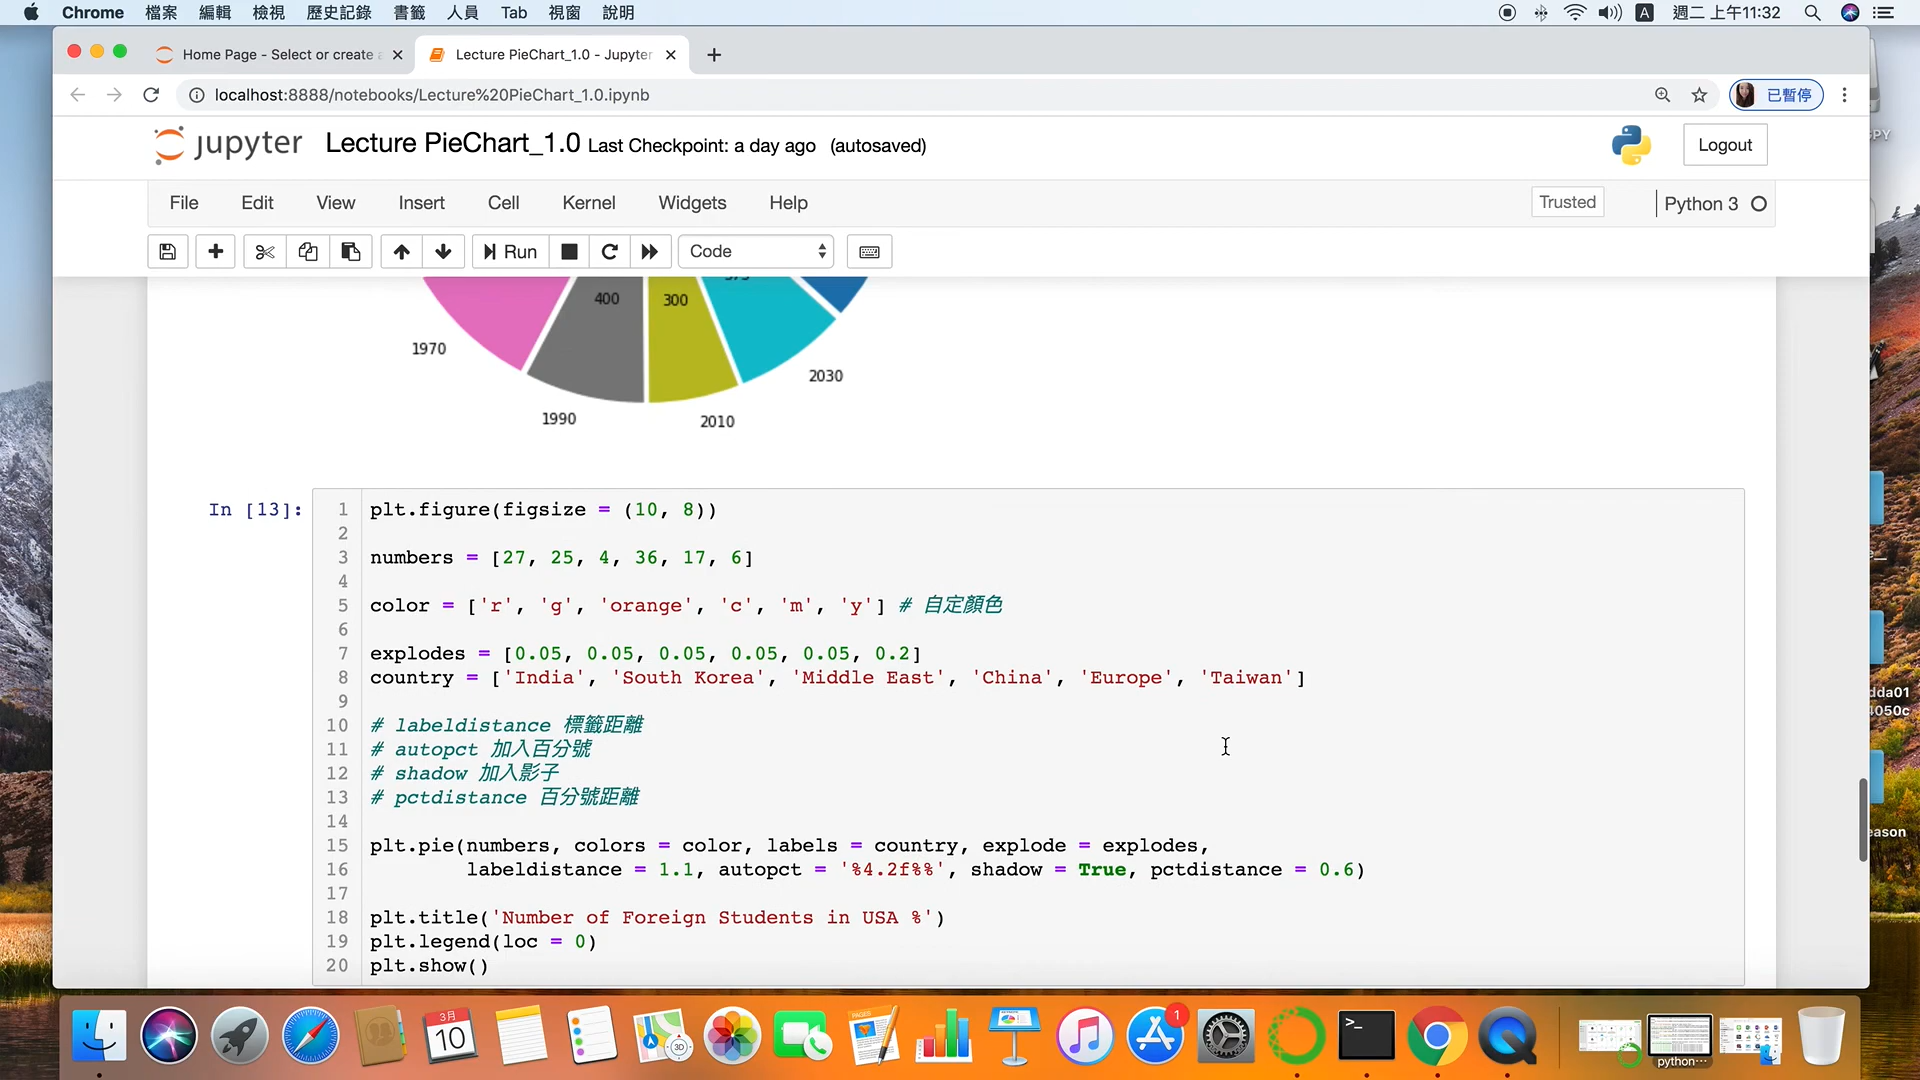 Chrome 檔案 編輯 檢視 歷史記錄 書籤 人員 Tab 視窗 說明 A 週二 上午11:32
Home Page - Select or create a Lecture PieChart_1.0 - Jupyter
localhost:8888/notebooks/Lecture%20PieChart_1.0.ipynb 已暫停
jupyter Lecture PieChart_1.0 Last Checkpoint: a day ago (autosaved) Logout
File Edit View Insert Cell Kernel Widgets Help Trusted Python 3
Run Code
400 300
1970
2030
1990
2010
In [13]:
1 plt.figure(figsize = (10, 8))
2
3 numbers = [27, 25, 4, 36, 17, 6]
4
5 color = ['r', 'g', 'orange', 'c', 'm', 'y'] # 自定顏色
6
7 explodes = [0.05, 0.05, 0.05, 0.05, 0.05, 0.2]
8 country = ['India', 'South Korea', 'Middle East', 'China', 'Europe', 'Taiwan']
9
10 # labeldistance 標籤距離
11 # autopct 加入百分號
12 # shadow 加入影子
13 # pctdistance 百分號距離
14
15 plt.pie(numbers, colors = color, labels = country, explode = explodes,
16 labeldistance = 1.1, autopct = '%4.2f%%', shadow = True, pctdistance = 0.6)
17
18 plt.title('Number of Foreign Students in USA %')
19 plt.legend(loc = 0)
20 plt.show()
dda01
4050c
eason
3月
10
PAGES
3D
1
python…